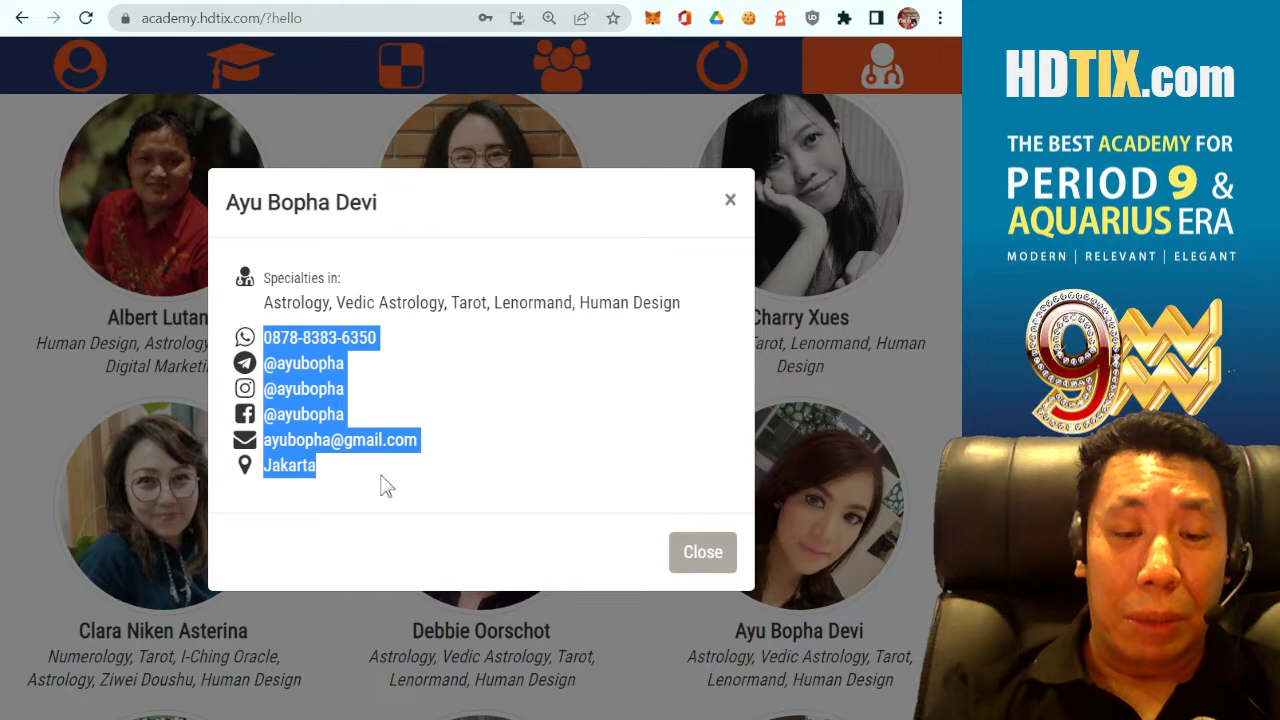 academy.hdtix.com/?hello
HDTIX.com
THE BEST ACADEMY FOR
PERIOD 9 &
AQUARIUS ERA
MODERN | RELEVANT | ELEGANT
9
Ayu Bopha Devi
×
Specialties in:
Astrology, Vedic Astrology, Tarot, Lenormand, Human Design
0878-8383-6350
@ayubopha
@ayubopha
@ayubopha
ayubopha@gmail.com
Jakarta
Close
Albert Lutan
Human Design, Astrology
Digital Market
Charry Xues
Tarot, Lenormand, Human
Design
Clara Niken Asterina
Numerology, Tarot, I-Ching Oracle,
Astrology, Ziwei Doushu, Human Design
Debbie Oorschot
Astrology, Vedic Astrology, Tarot,
Lenormand, Human Design
Ayu Bopha Devi
Astrology, Vedic Astrology, Tarot,
Lenormand, Human Design